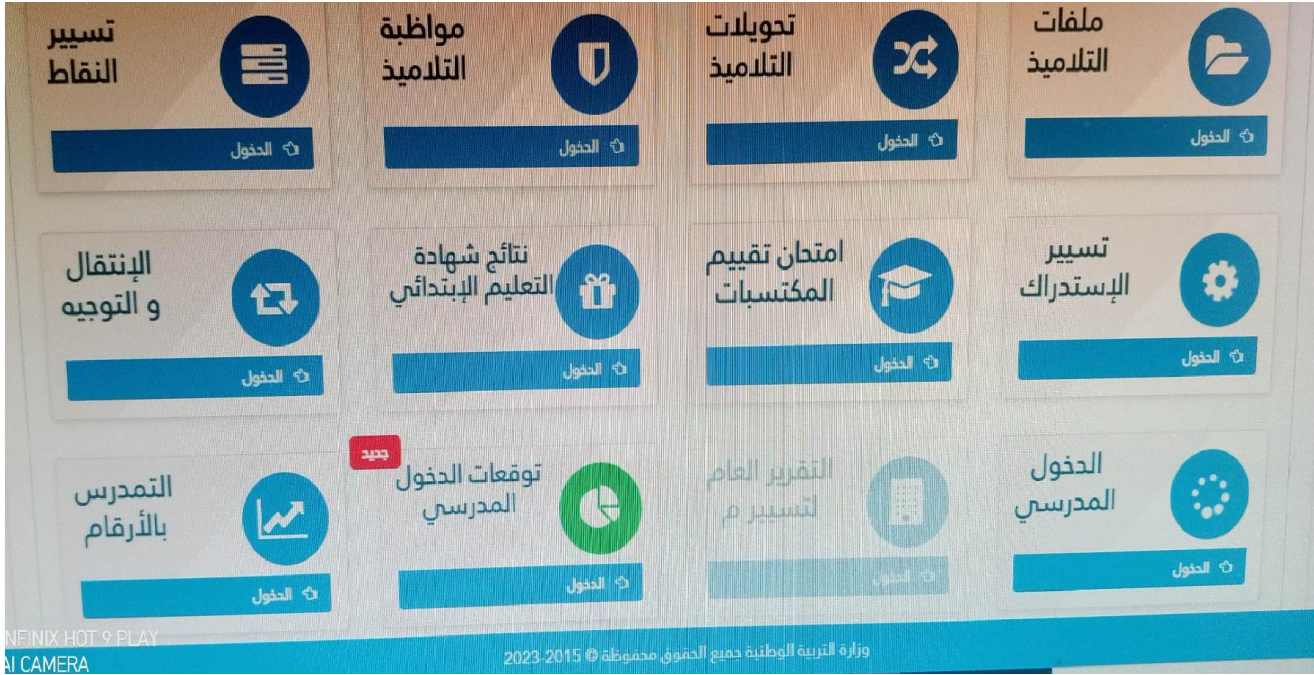 ملفات
التلاميذ
الدخول
تحويلات
التلاميذ
الدخول
مواظبة
التلاميذ
الدخول
تسيير
النقاط
الدخول
تسيير
الإستدراك
الدخول
امتحان تقييم
المكتسبات
الدخول
نتائج شهادة
التعليم الإبتدائي
الدخول
الإنتقال
و التوجيه
الدخول
الدخول
المدرسي
الدخول
التقرير العام
لتسيير م
الدخول
جديد
توقعات الدخول
المدرسي
الدخول
التمدرس
بالأرقام
الدخول
وزارة التربية الوطنية جميع الحقوق محفوظة © 2015-2023
NFINIX HOT 9 PLAY
AI CAMERA